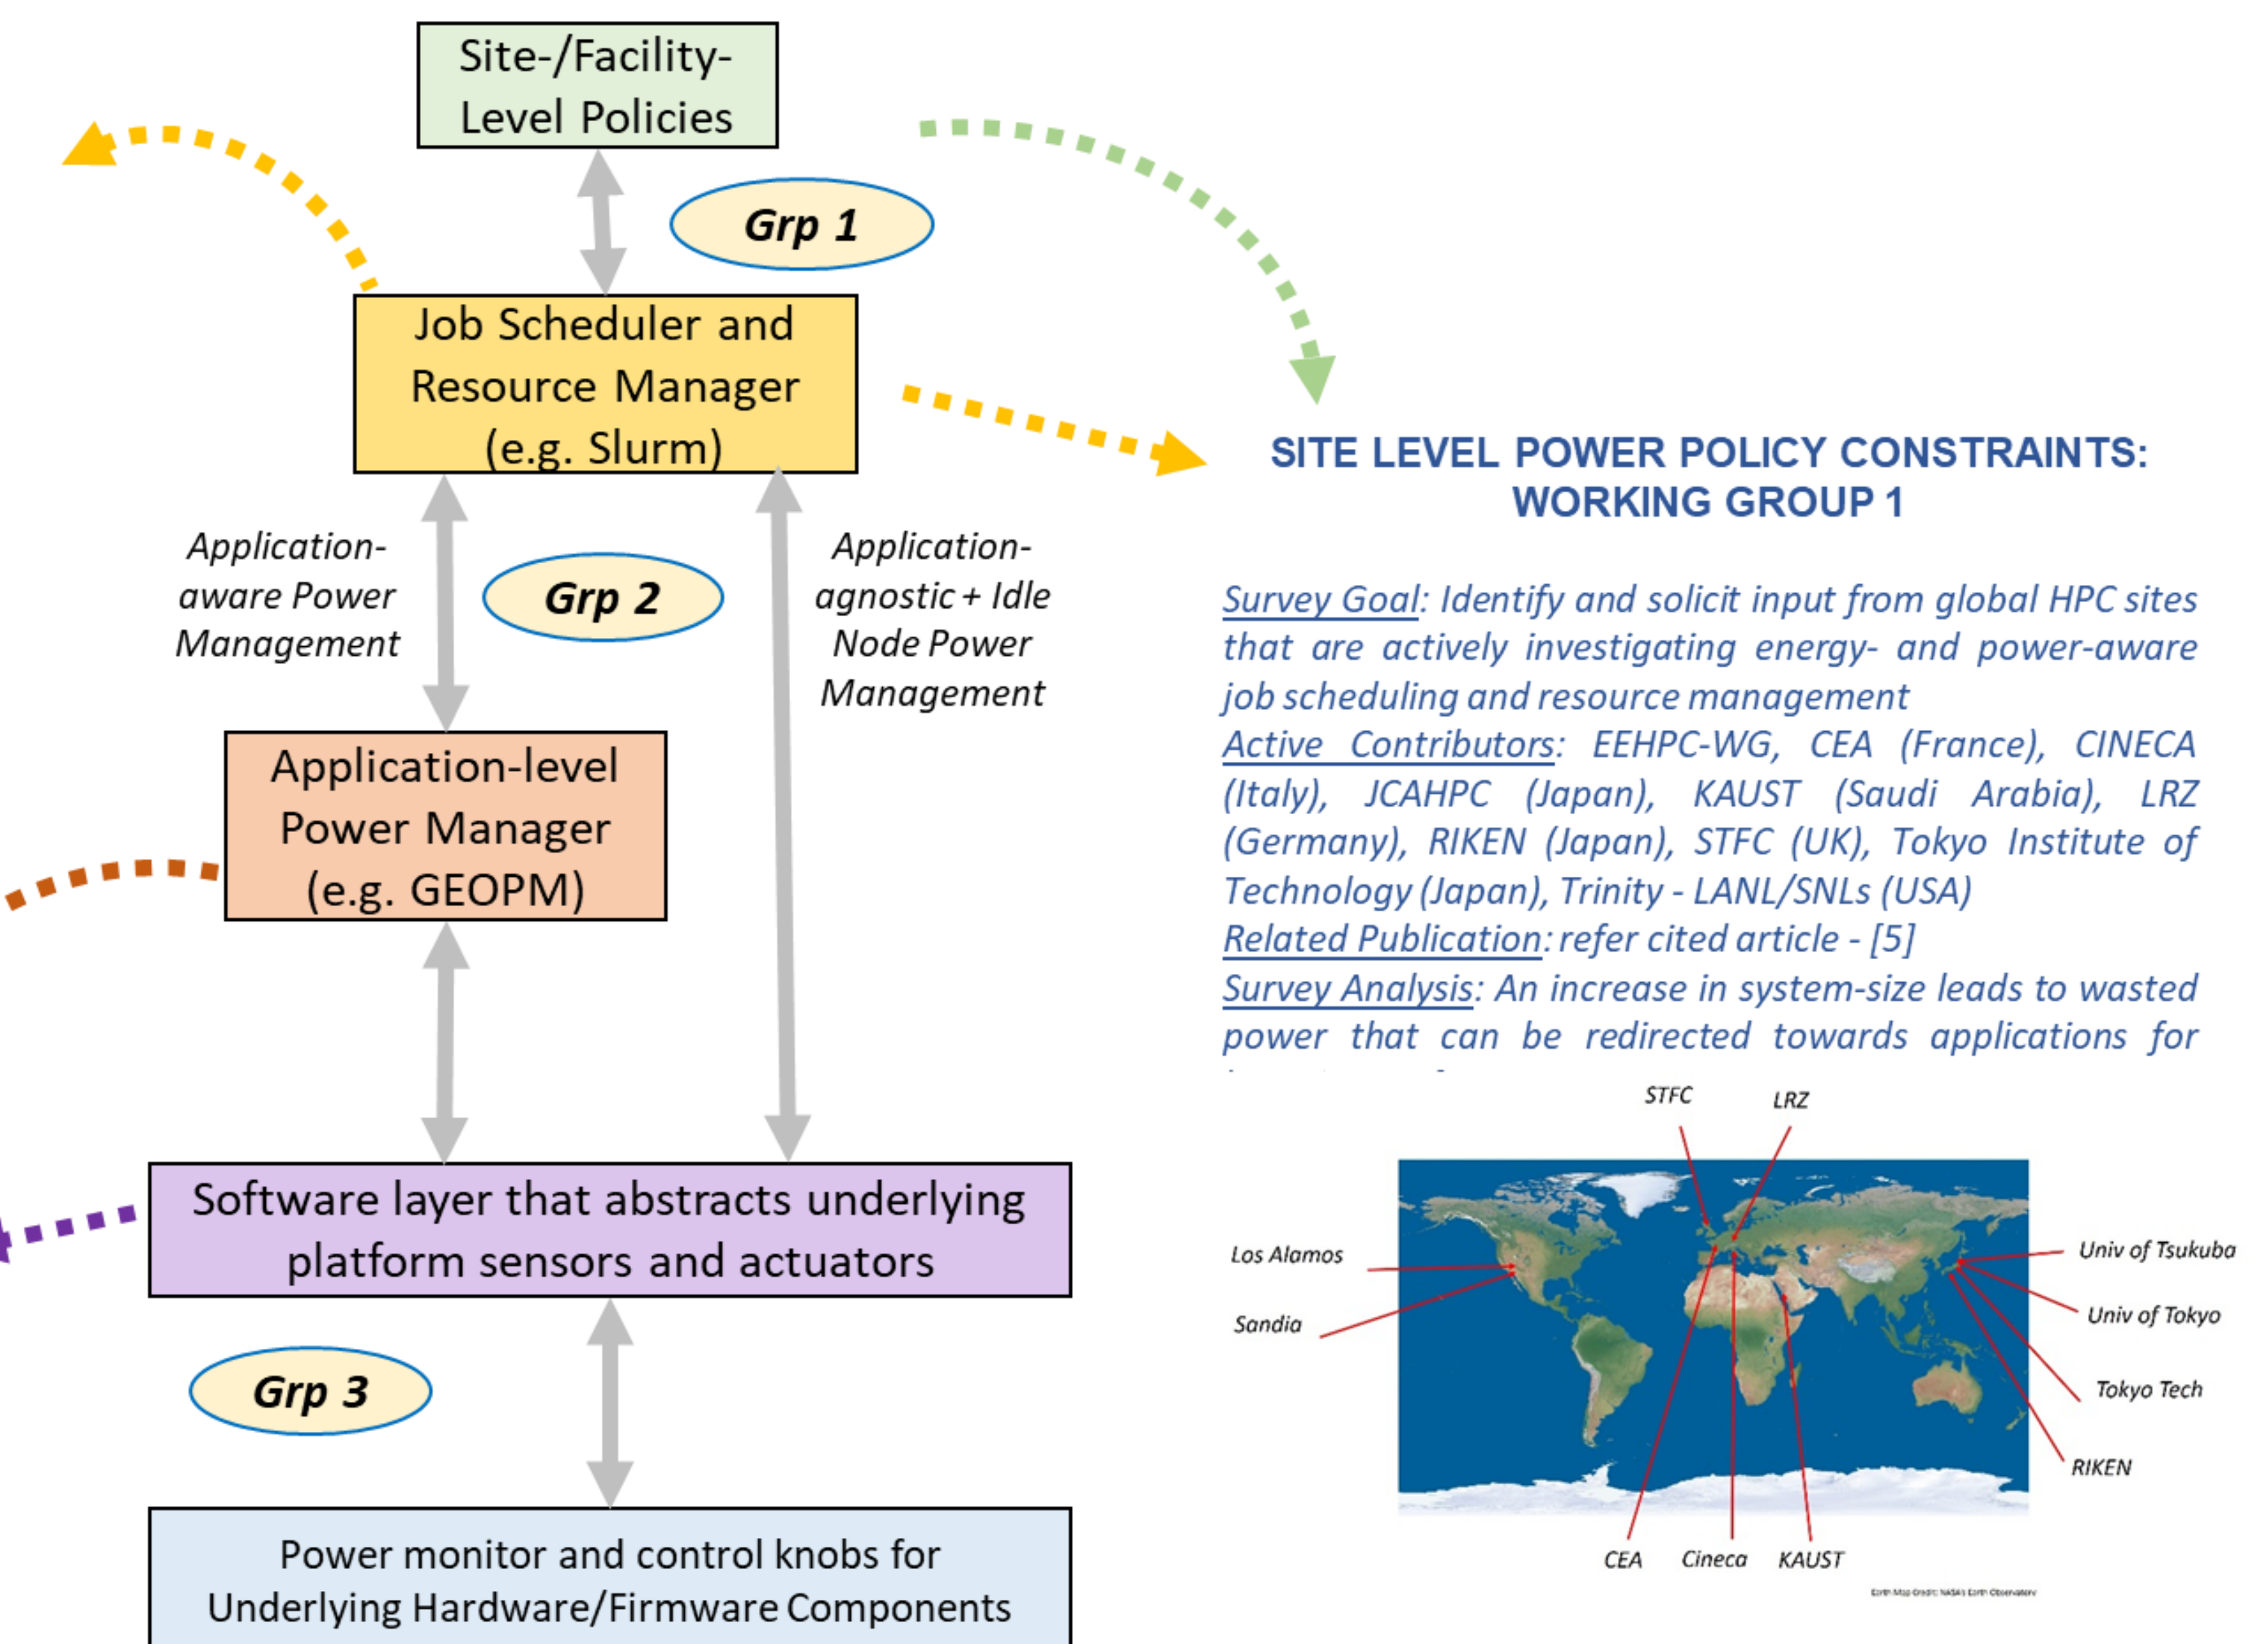 Site-/Facility-
Level Policies
Grp 1
Job Scheduler and
Resource Manager
(e.g. Slurm)
Application-
aware Power
Management
Grp 2
Application-
agnostic + Idle
Node Power
Management
Application-level
Power Manager
(e.g. GEOPM)
Software layer that abstracts underlying
platform sensors and actuators
Grp 3
Power monitor and control knobs for
Underlying Hardware/Firmware Components
SITE LEVEL POWER POLICY CONSTRAINTS:
WORKING GROUP 1
Survey Goal: Identify and solicit input from global HPC sites
that are actively investigating energy- and power-aware
job scheduling and resource management
Active Contributors: EEHPC-WG, CEA (France), CINECA
(Italy), JCAHPC (Japan), KAUST (Saudi Arabia), LRZ
(Germany), RIKEN (Japan), STFC (UK), Tokyo Institute of
Technology (Japan), Trinity - LANL/SNLs (USA)
Related Publication: refer cited article - [5]
Survey Analysis: An increase in system-size leads to wasted
power that can be redirected towards applications for
STFC
LRZ
Los Alamos
Sandia
Univ of Tsukuba
Univ of Tokyo
Tokyo Tech
RIKEN
CEA
Cineca
KAUST
Earth Map Credit: NASA's Earth Observatory